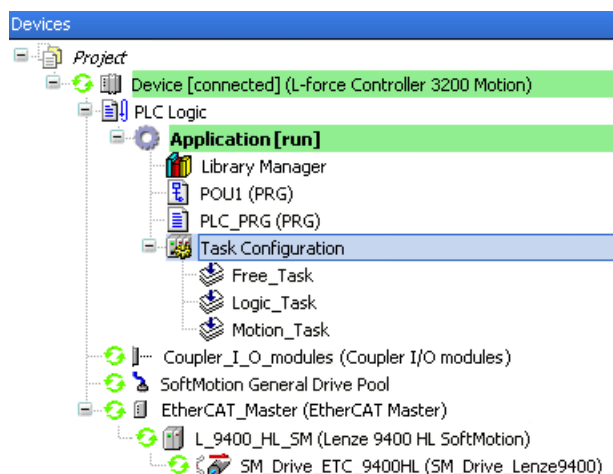 Devices
Project
Device [connected] (L-force Controller 3200 Motion)
PLC Logic
Application [run]
Library Manager
POU1 (PRG)
PLC_PRG (PRG)
Task Configuration
Free_Task
Logic_Task
Motion_Task
Coupler_I_O_modules (Coupler I/O modules)
SoftMotion General Drive Pool
EtherCAT_Master (EtherCAT Master)
L_9400_HL_SM (Lenze 9400 HL SoftMotion)
SM_Drive_ETC_9400HL (SM_Drive_Lenze9400)